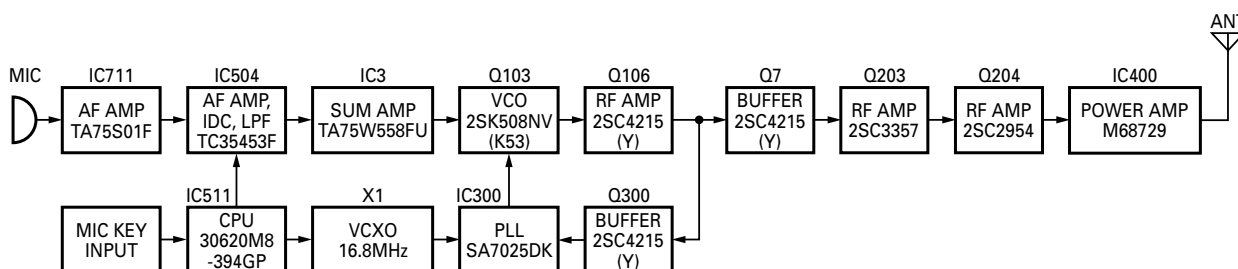 ANT
MIC
IC711
IC504
IC3
Q103
Q106
Q7
Q203
Q204
IC400
AF AMP
TA75S01F
AF AMP,
IDC, LPF
TC35453F
SUM AMP
TA75W558FU
VCO
2SK508NV
(K53)
RF AMP
2SC4215
(Y)
BUFFER
2SC4215
(Y)
RF AMP
2SC3357
RF AMP
2SC2954
POWER AMP
M68729
IC511
X1
IC300
Q300
MIC KEY
INPUT
CPU
30620M8
-394GP
VCXO
16.8MHz
PLL
SA7025DK
BUFFER
2SC4215
(Y)